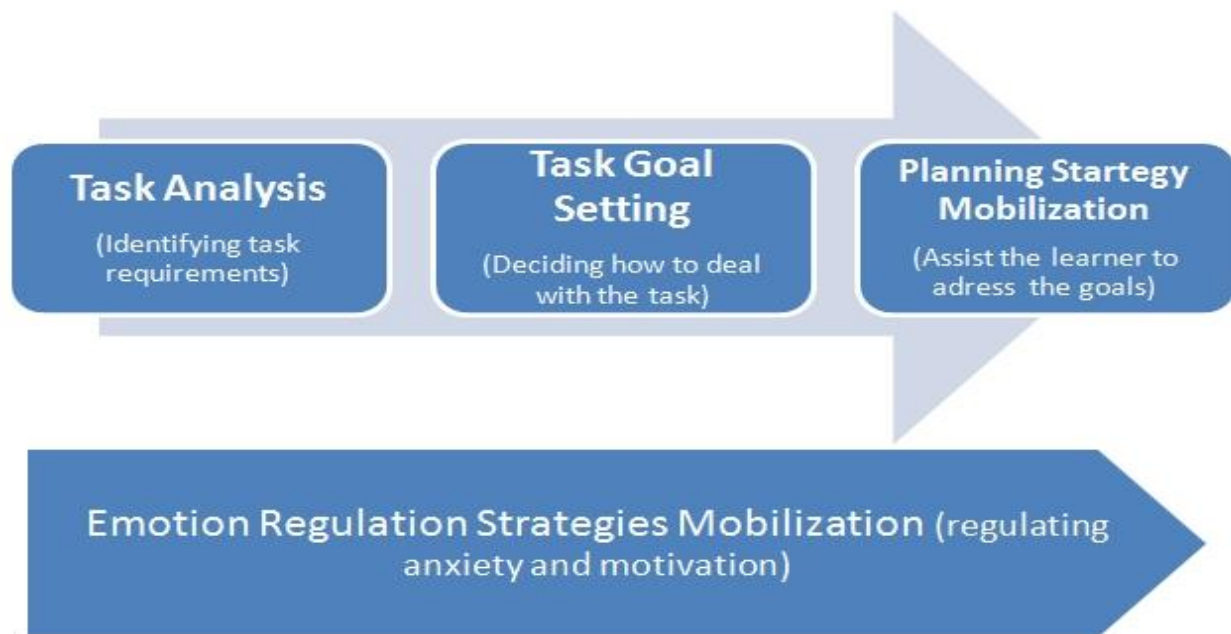 Task Analysis
(Identifying task
requirements)
Task Goal
Setting
(Deciding how to deal
with the task)
Planning Startegy
Mobilization
(Assist the learner to
adress the goals)
Emotion Regulation Strategies Mobilization (regulating
anxiety and motivation)